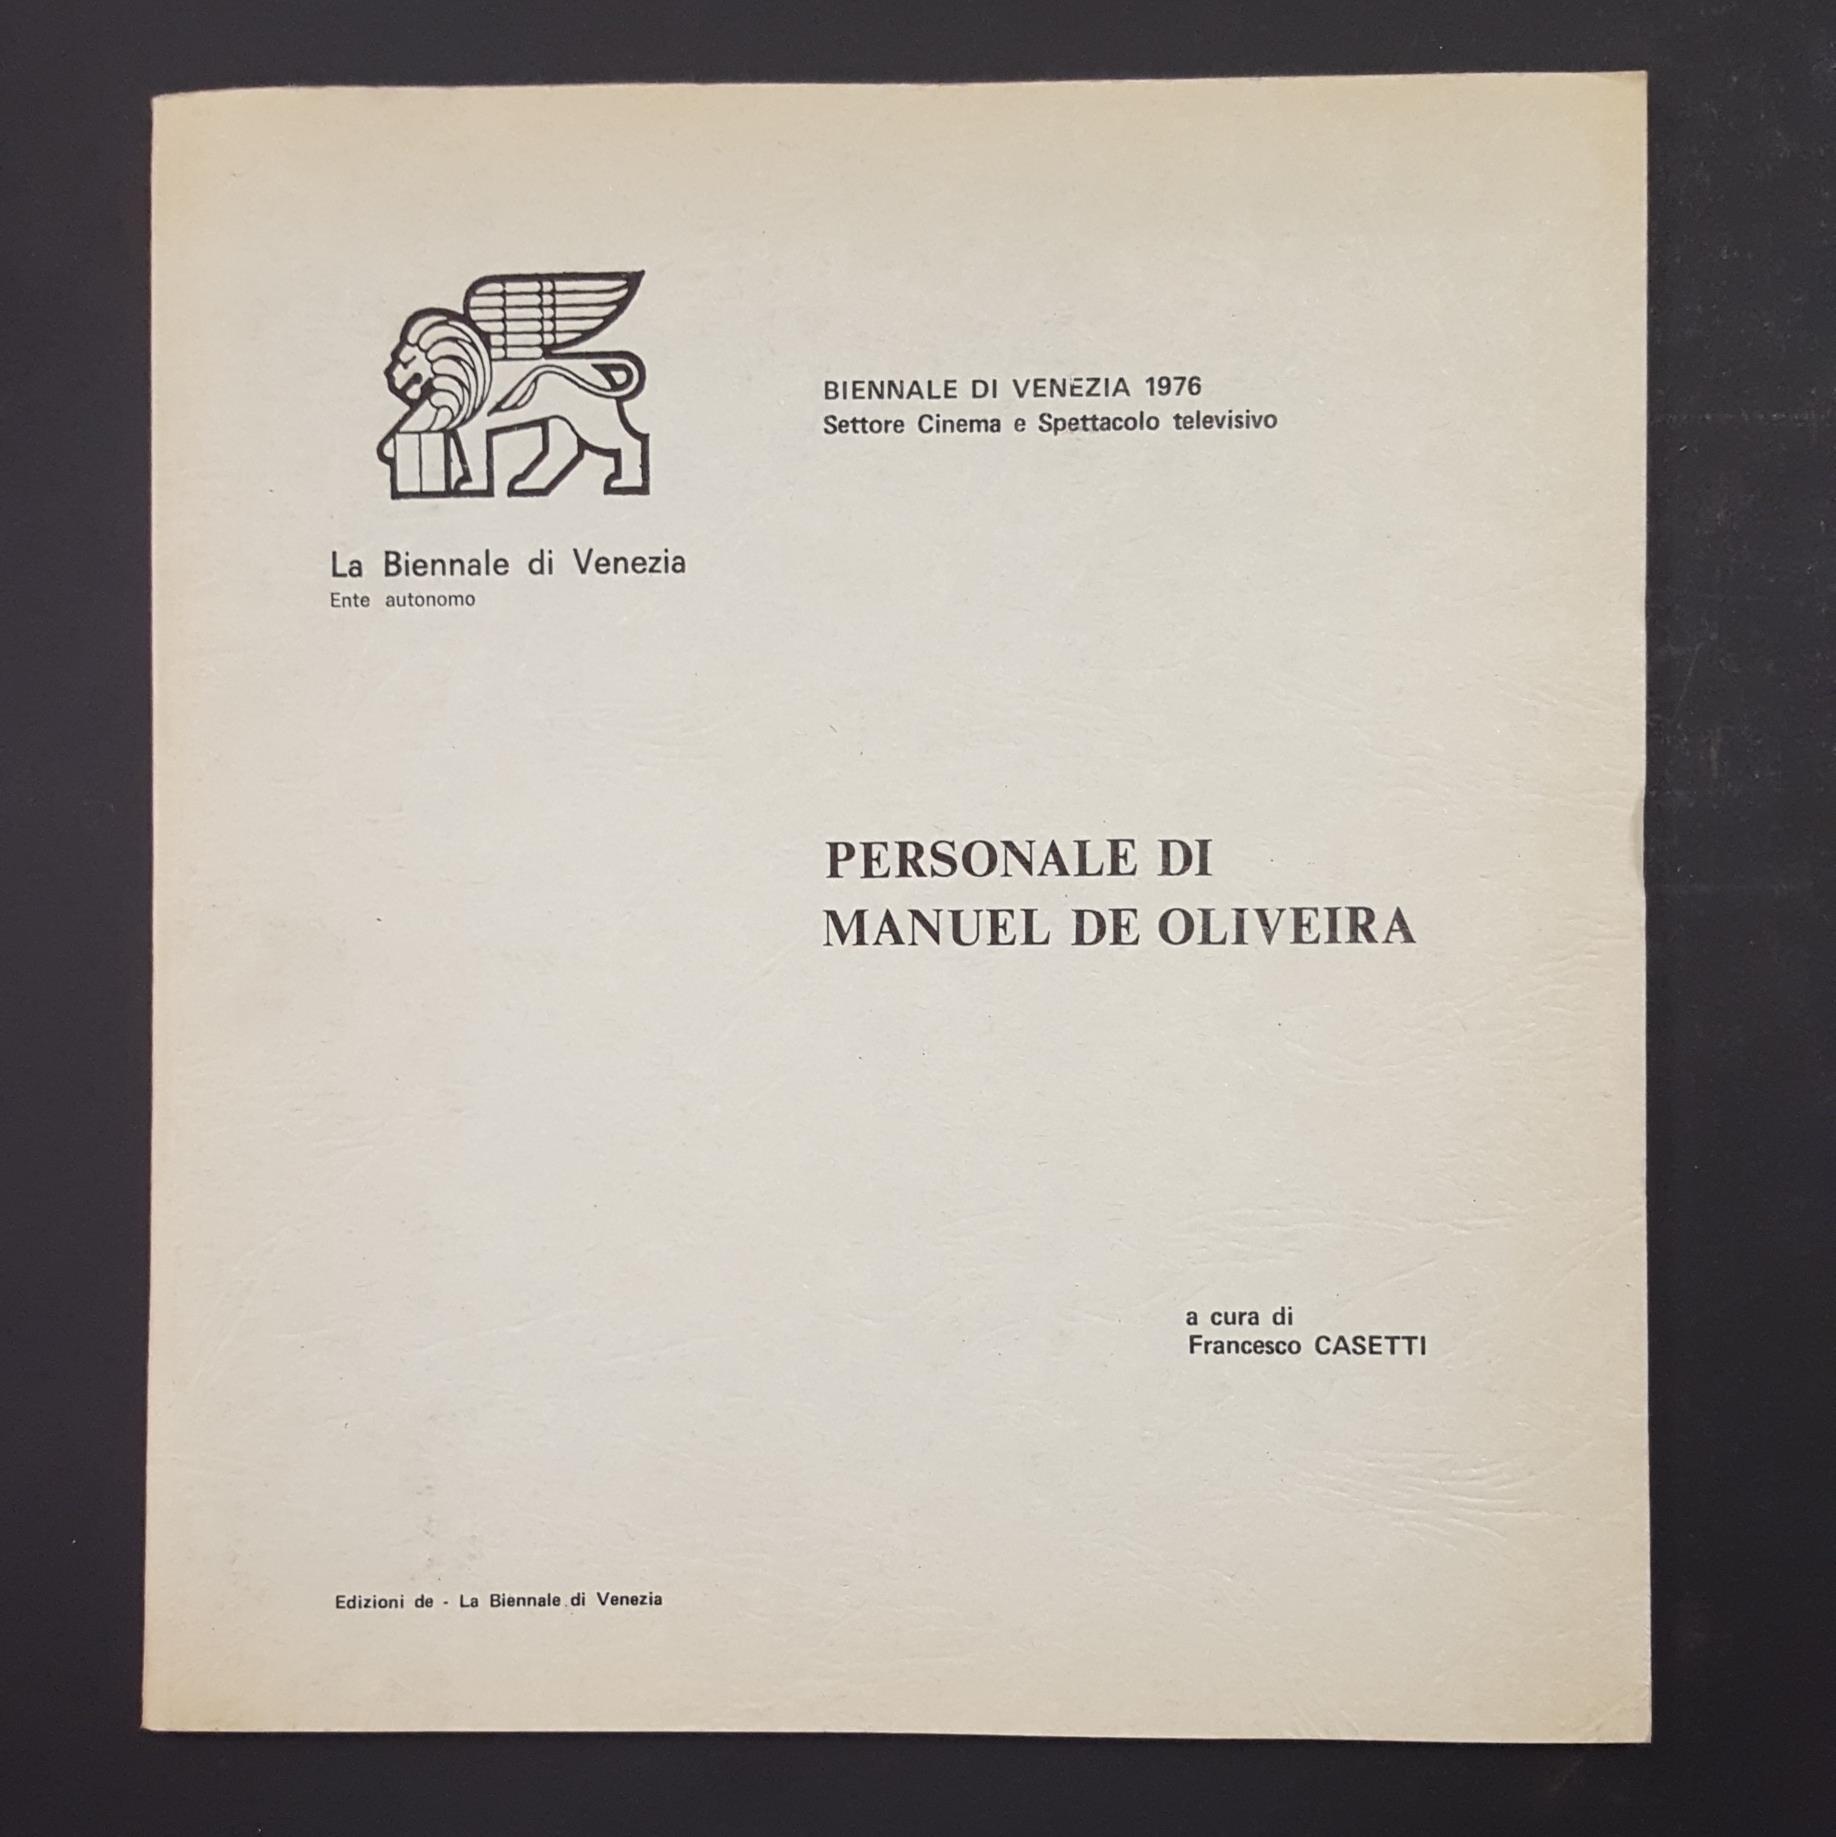 La Biennale di Venezia
Ente autonomo
BIENNALE DI VENEZIA 1976
Settore Cinema e Spettacolo televisivo
PERSONALE DI
MANUEL DE OLIVEIRA
a cura di
Francesco CASETTI
Edizioni de - La Biennale di Venezia